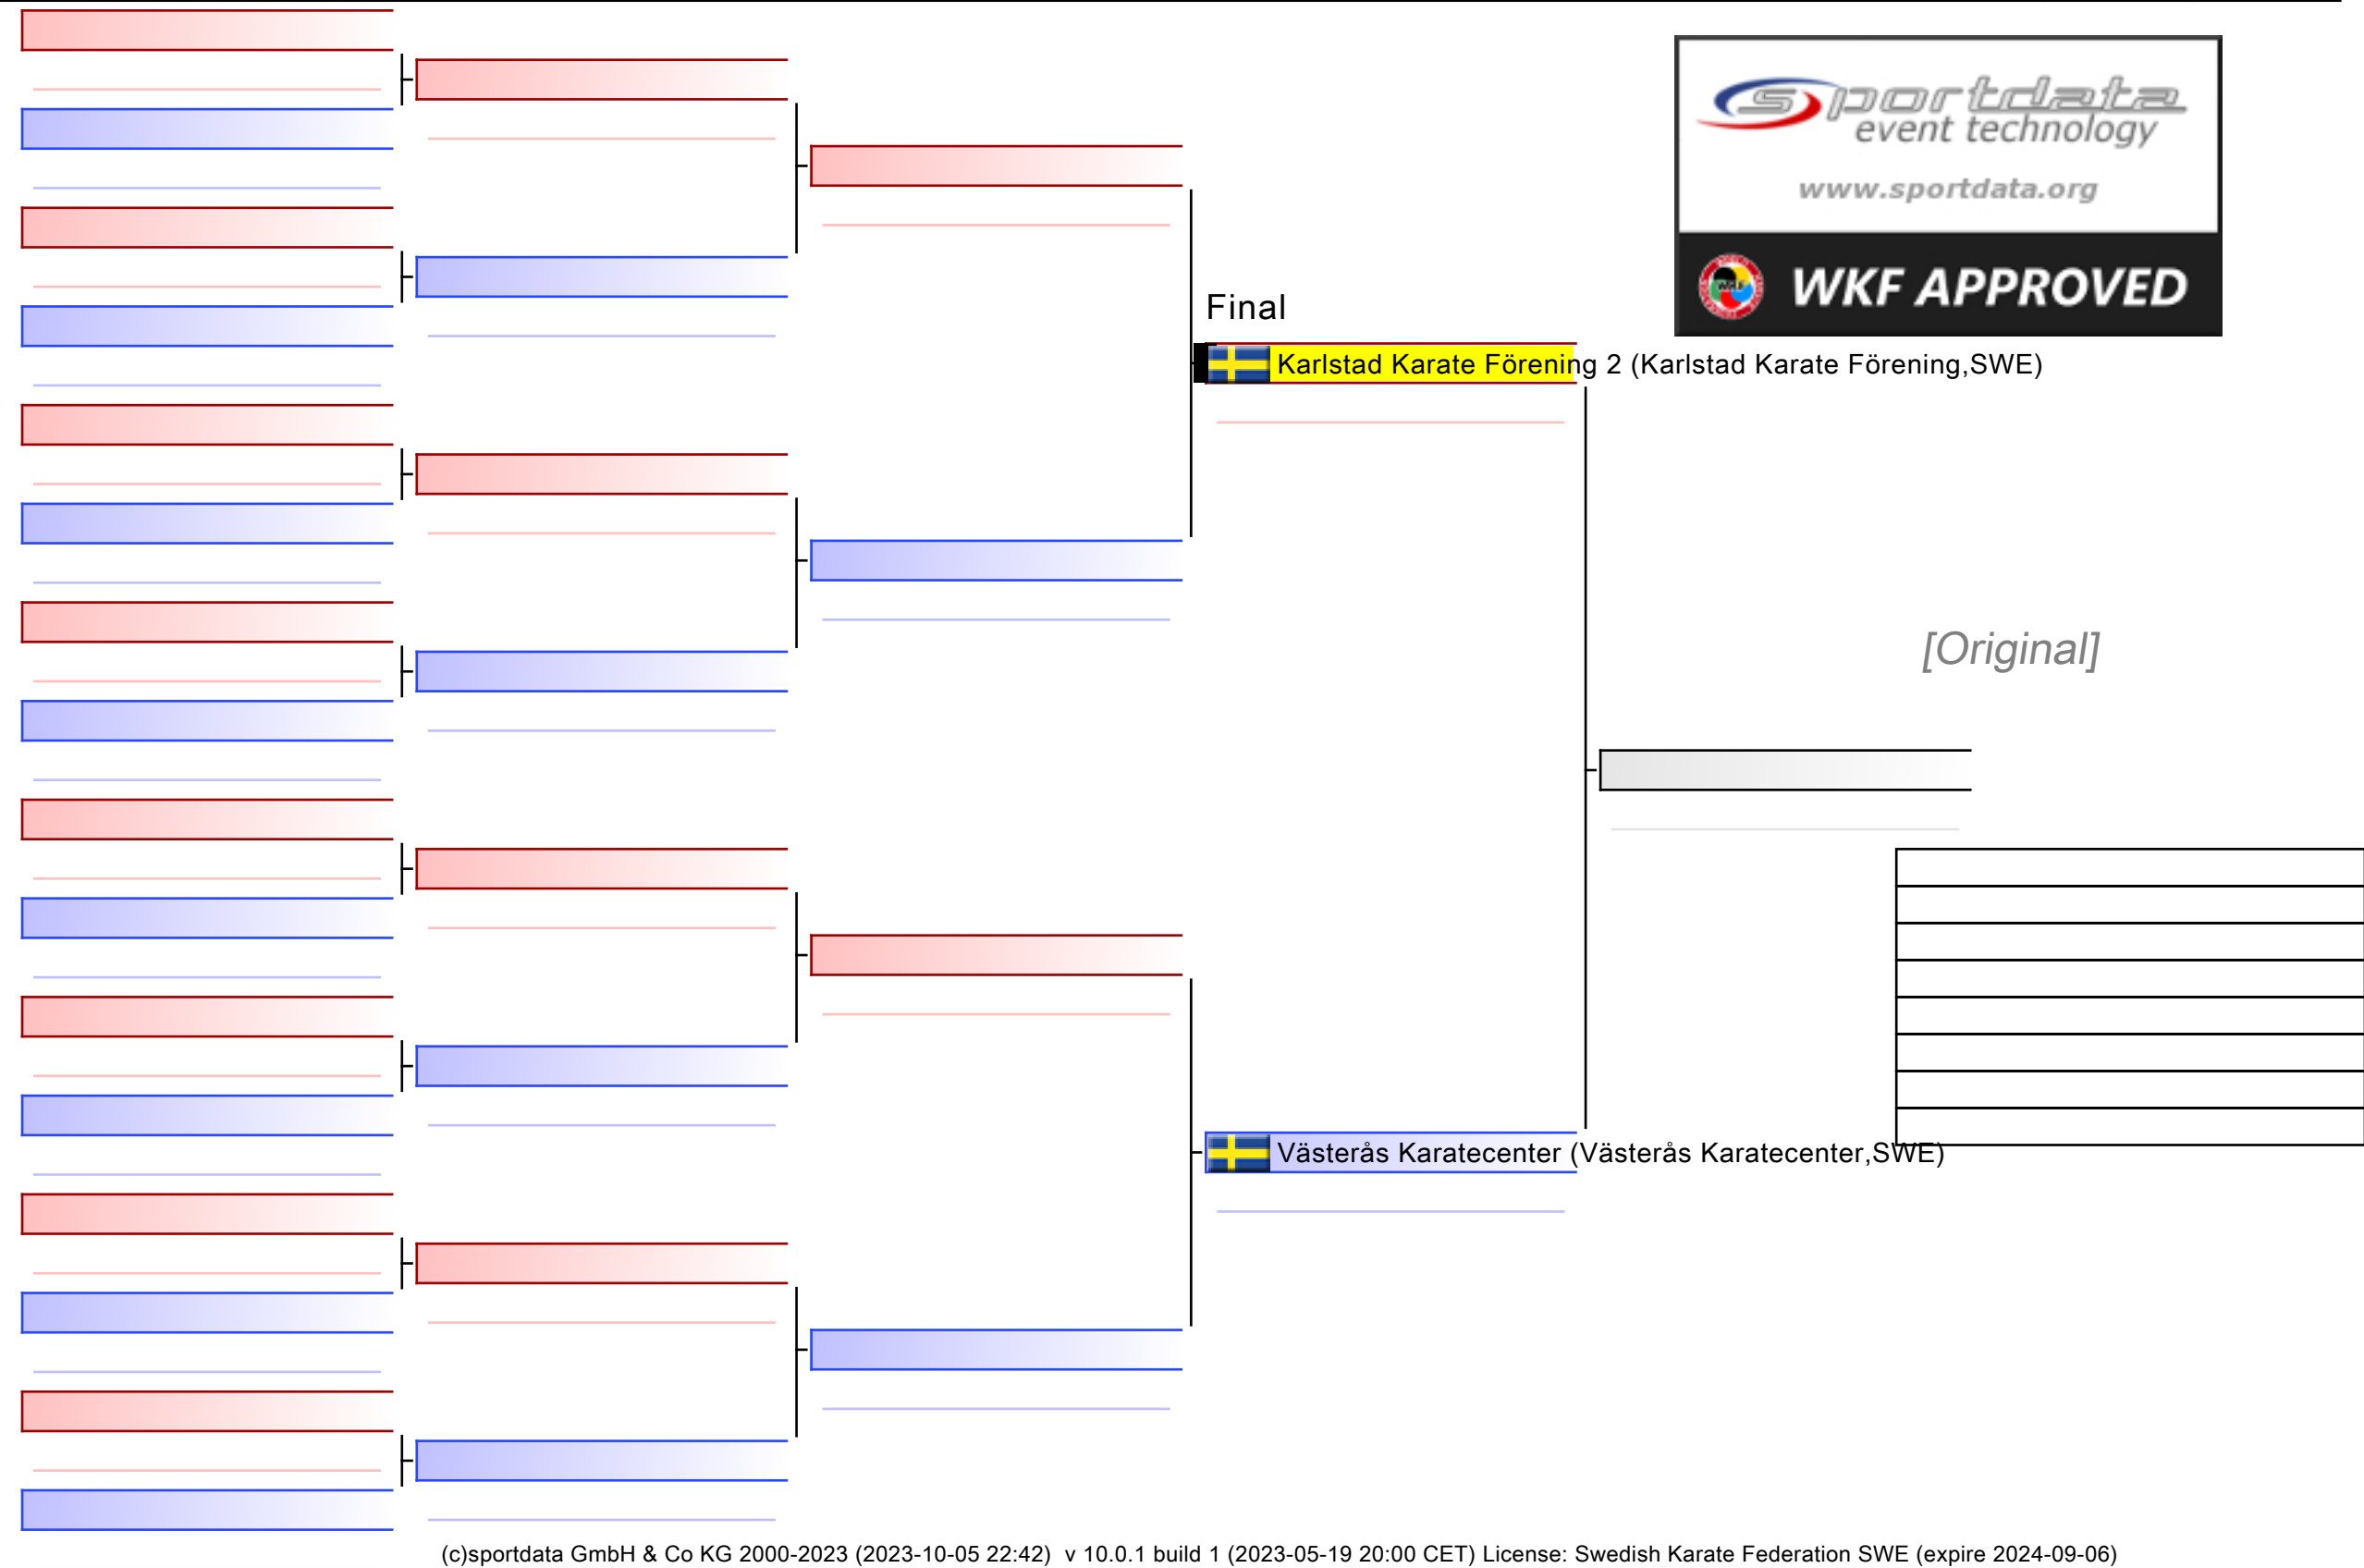 sportdata
event technology
www.sportdata.org
WKF
WKF APPROVED
Final
Karlstad Karate Förening 2 (Karlstad Karate Förening,SWE)
[Original]
Västerås Karatecenter (Västerås Karatecenter,SWE)
(c)sportdata GmbH & Co KG 2000-2023 (2023-10-05 22:42)  v 10.0.1 build 1 (2023-05-19 20:00 CET) License: Swedish Karate Federation SWE (expire 2024-09-06)